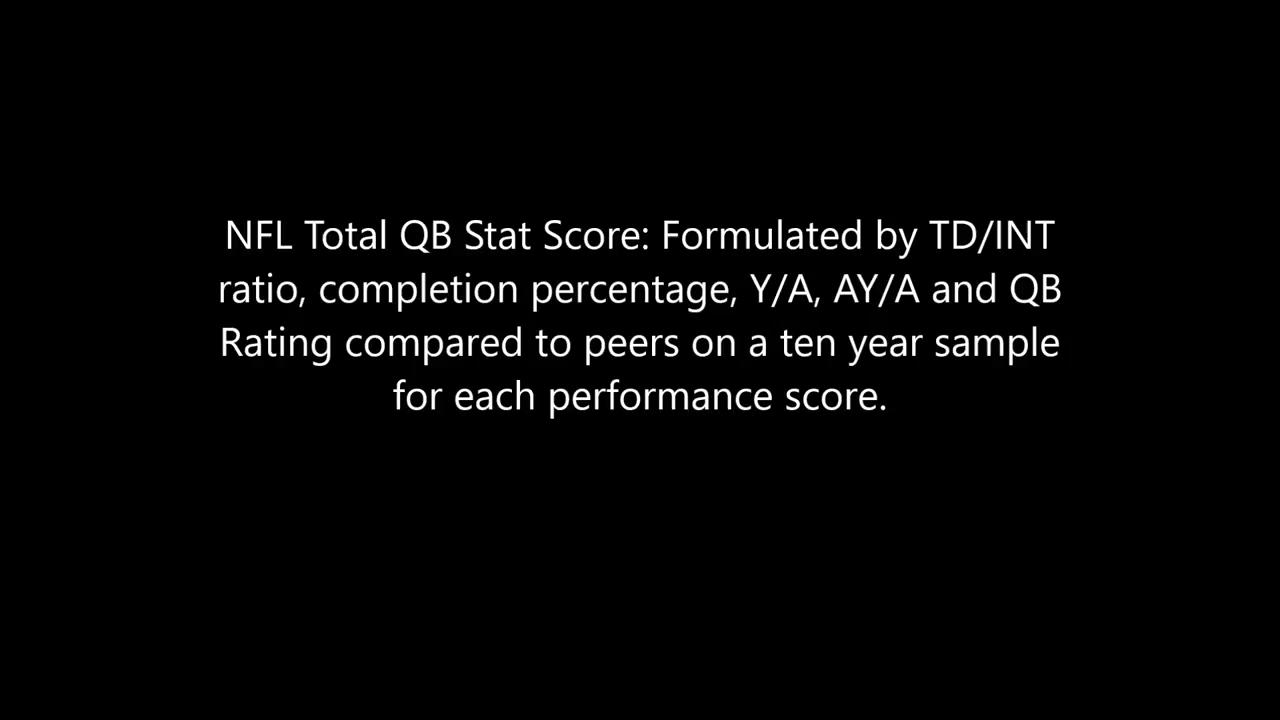 NFL Total QB Stat Score: Formulated by TD/INT
ratio, completion percentage, Y/A, AY/A and QB
Rating compared to peers on a ten year sample
for each performance score.